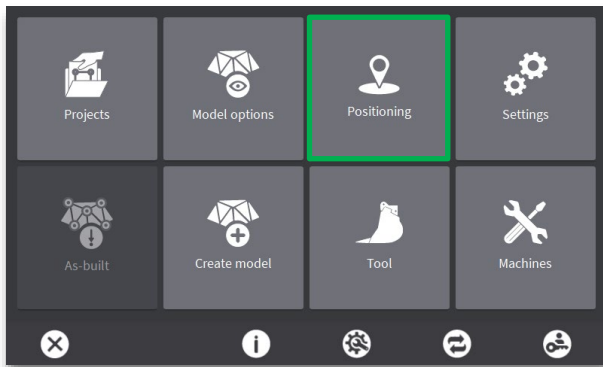 Projects
Model options
Positioning
Settings
As-built
Create model
Tool
Machines